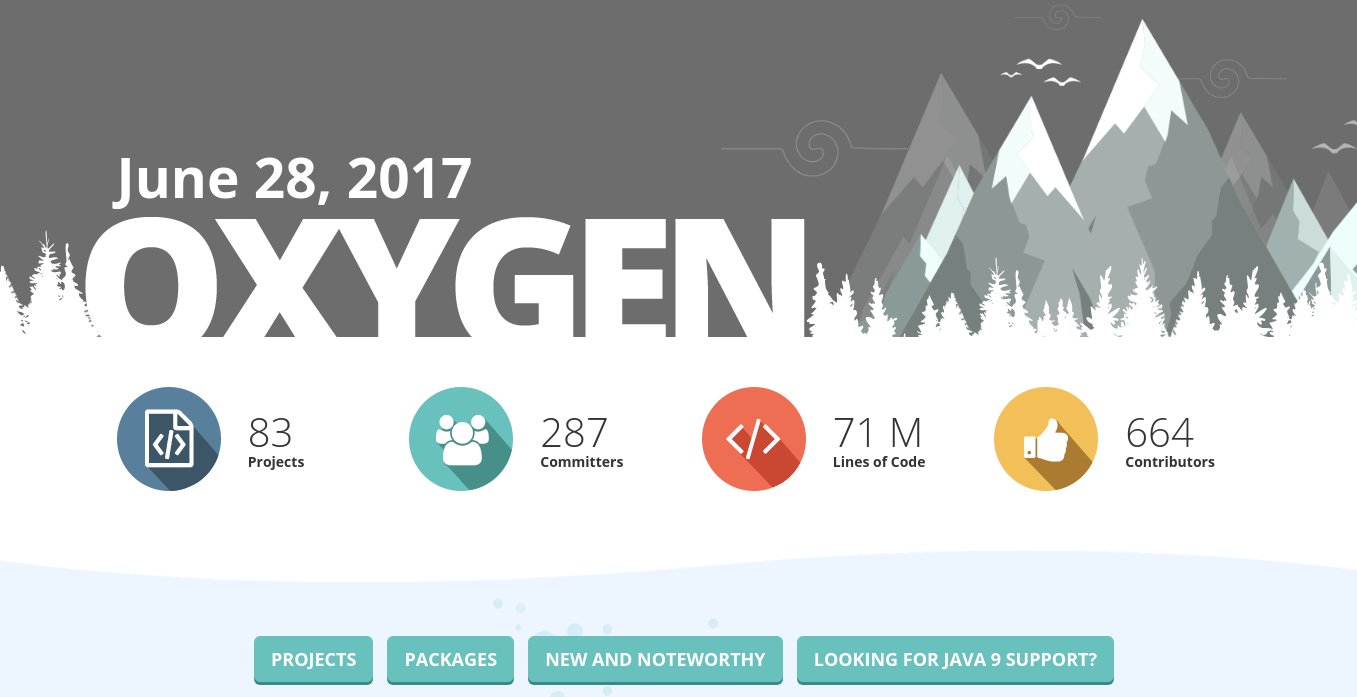 June 28, 2017
OXYGEN
83
Projects
287
Committers
71 M
Lines of Code
664
Contributors
PROJECTS
PACKAGES
NEW AND NOTEWORTHY
LOOKING FOR JAVA 9 SUPPORT?